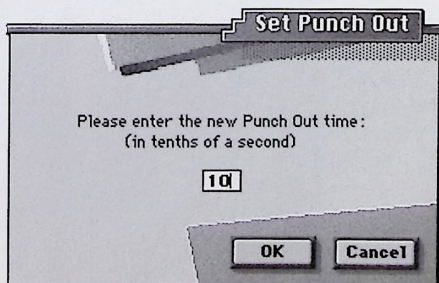 Set Punch Out
Please enter the new Punch Out time:
(in tenths of a second)
10
OK
Cancel